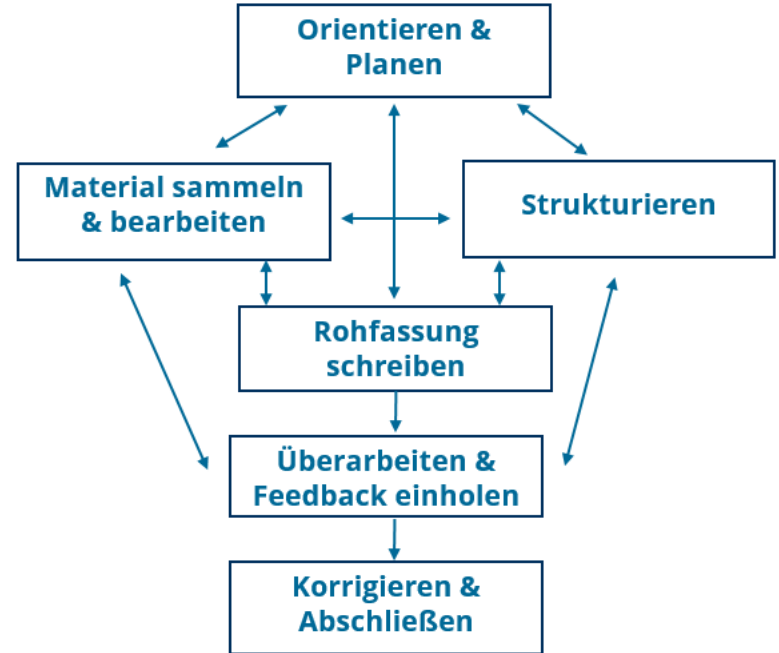 Orientieren &
Planen
Material sammeln
& bearbeiten
Strukturieren
Rohfassung
schreiben
Überarbeiten &
Feedback einholen
Korrigieren &
Abschließen